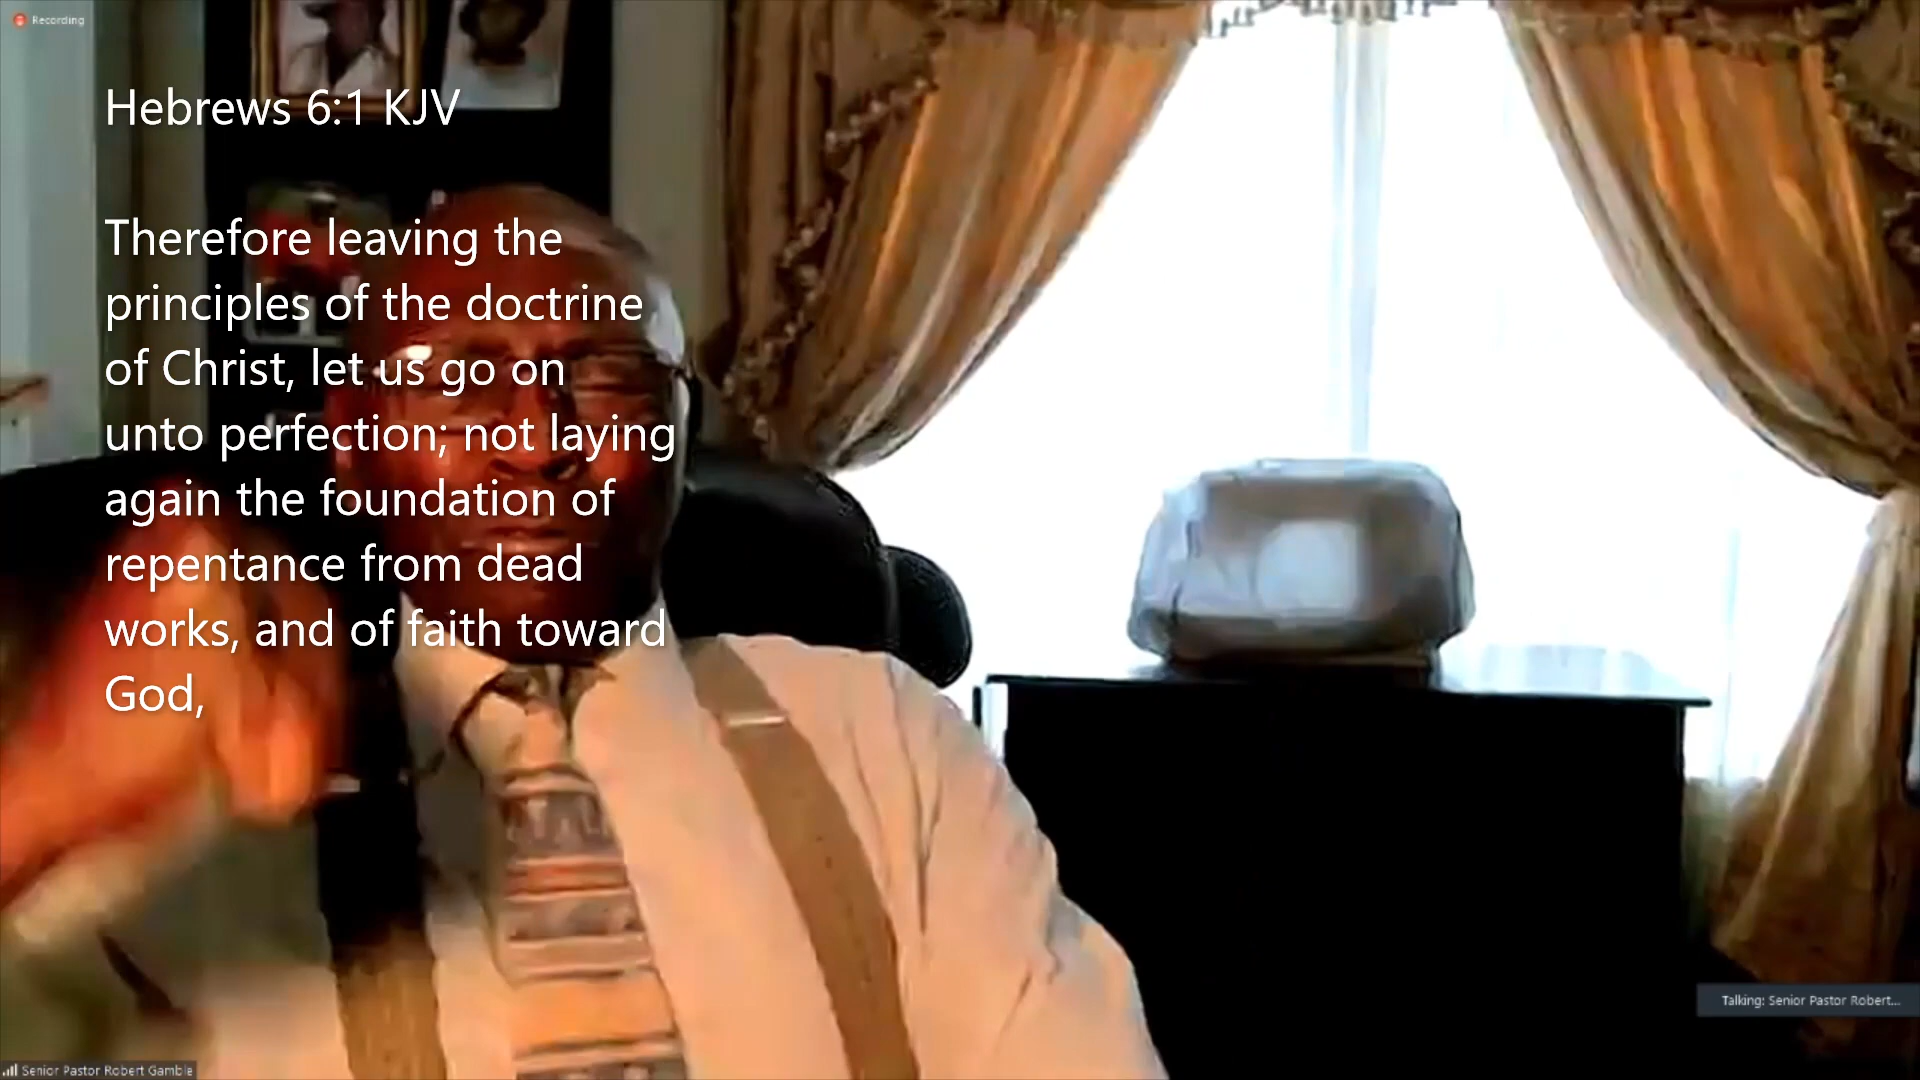 Recording
Hebrews 6:1 KJV
Therefore leaving the
principles of the doctrine
of Christ, let us go on
unto perfection; not laying
again the foundation of
repentance from dead
works, and of faith toward
God,
Talking: Senior Pastor Robert...
Senior Pastor Robert Gamble